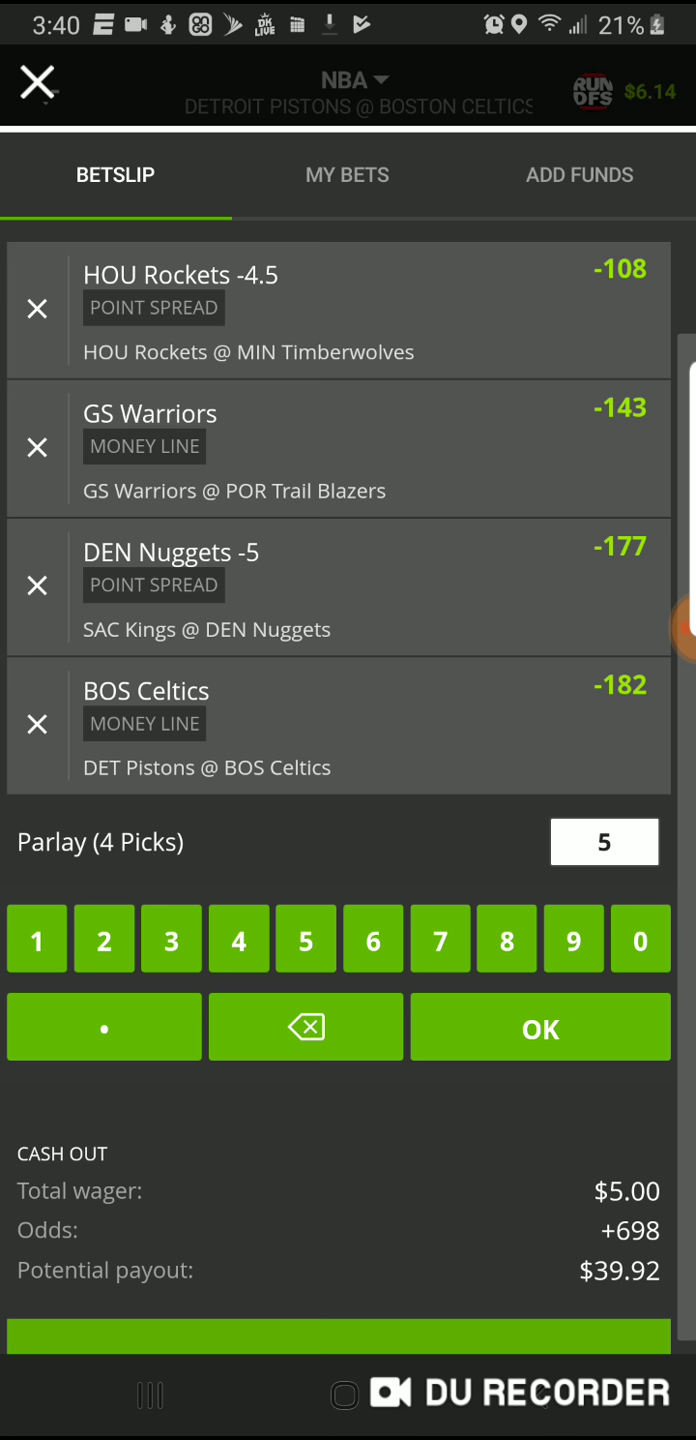 3:40
DK LIVE
21%
NBA
RUN DFS
$6.14
DETROIT PISTONS @ BOSTON CELTICS
BETSLIP
MY BETS
ADD FUNDS
HOU Rockets -4.5
-108
POINT SPREAD
HOU Rockets @ MIN Timberwolves
GS Warriors
-143
MONEY LINE
GS Warriors @ POR Trail Blazers
DEN Nuggets -5
-177
POINT SPREAD
SAC Kings @ DEN Nuggets
BOS Celtics
-182
MONEY LINE
DET Pistons @ BOS Celtics
Parlay (4 Picks)
5
1 2 3 4 5 6 7 8 9 0
. OK
CASH OUT
Total wager: $5.00
Odds: +698
Potential payout: $39.92
DU RECORDER